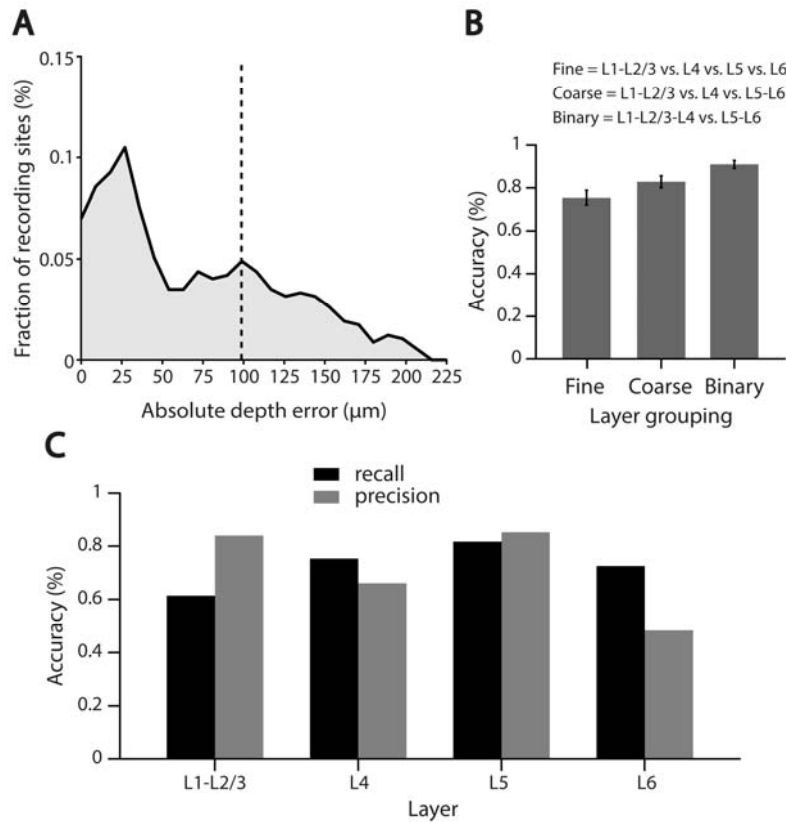 A
0.15
0.1
0.05
0
Fraction of recording sites (%)
0 25 50 75 100 125 150 175 200 225
Absolute depth error (μm)
B
Fine = L1-L2/3 vs. L4 vs. L5 vs. L6
Coarse = L1-L2/3 vs. L4 vs. L5-L6
Binary = L1-L2/3-L4 vs. L5-L6
1
0.8
0.6
0.4
0.2
0
Accuracy (%)
Fine Coarse Binary
Layer grouping
C
recall
precision
1
0.8
0.6
0.4
0.2
0
Accuracy (%)
L1-L2/3 L4 L5 L6
Layer